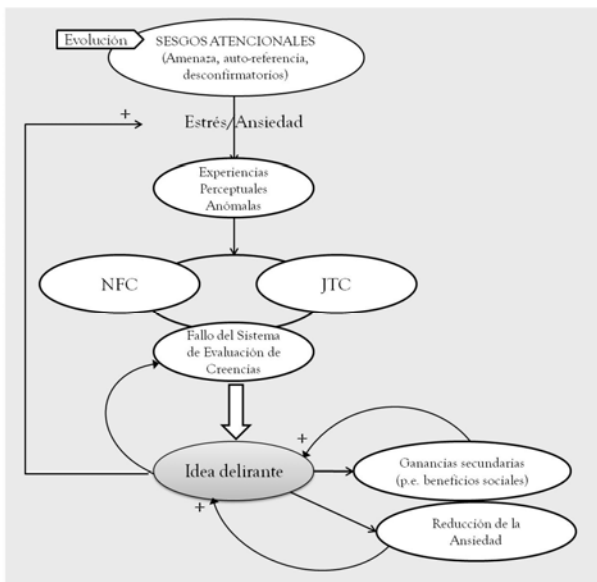 Evolución
SESGOS ATENCIONALES
(Amenaza, auto-referencia,
desconfirmatorios)
+
Estrés/Ansiedad
Experiencias
Perceptuales
Anómalas
NFC
JTC
Fallo del Sistema
de Evaluación de
Creencias
+
Idea delirante
Ganancias secundarias
(p.e. beneficios sociales)
+
Reducción de la
Ansiedad